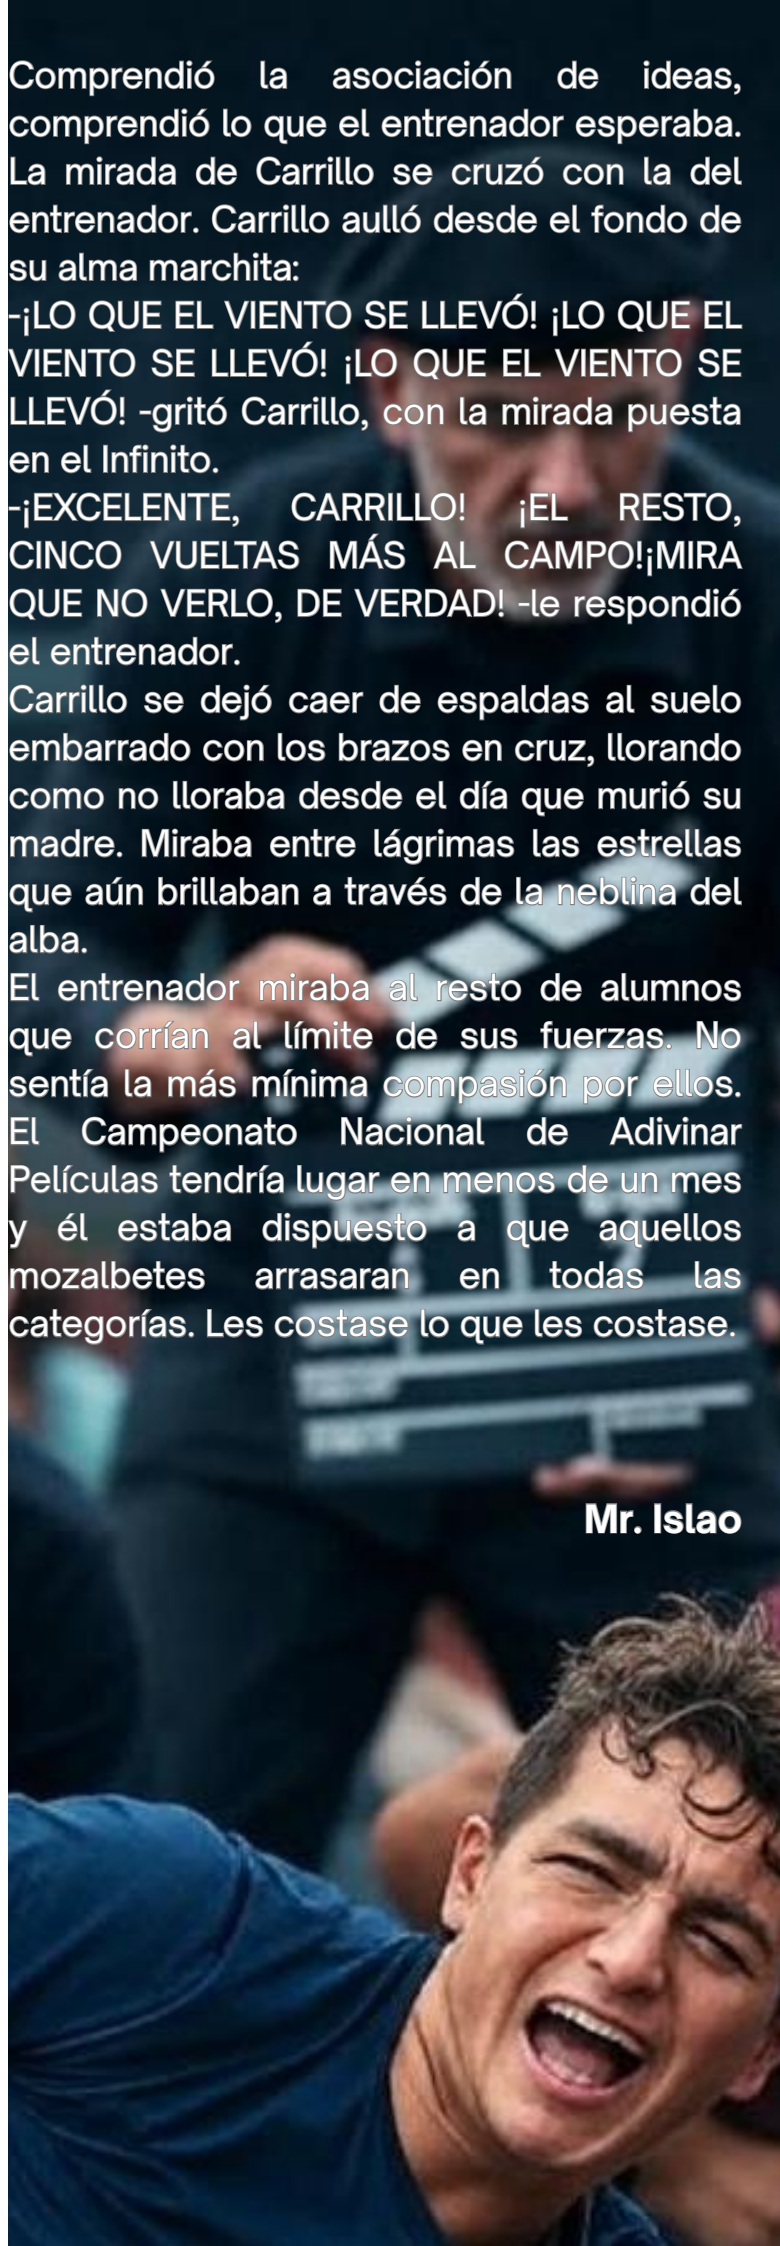 Comprendió la asociación de ideas,
comprendió lo que el entrenador esperaba.
La mirada de Carrillo se cruzó con la del
entrenador. Carrillo aulló desde el fondo de
su alma marchita:
-¡LO QUE EL VIENTO SE LLEVÓ! ¡LO QUE EL
VIENTO SE LLEVÓ! ¡LO QUE EL VIENTO SE
LLEVÓ! -gritó Carrillo, con la mirada puesta
en el Infinito.
-¡EXCELENTE, CARRILLO! ¡EL RESTO,
CINCO VUELTAS MÁS AL CAMPO!¡MIRA
QUE NO VERLO, DE VERDAD! -le respondió
el entrenador.
Carrillo se dejó caer de espaldas al suelo
embarrado con los brazos en cruz, llorando
como no lloraba desde el día que murió su
madre. Miraba entre lágrimas las estrellas
que aún brillaban a través de la neblina del
alba.
El entrenador miraba al resto de alumnos
que corrían al límite de sus fuerzas. No
sentía la más mínima compasión por ellos.
El Campeonato Nacional de Adivinar
Películas tendría lugar en menos de un mes
y él estaba dispuesto a que aquellos
mozalbetes arrasaran en todas las
categorías. Les costase lo que les costase.
Mr. Islao